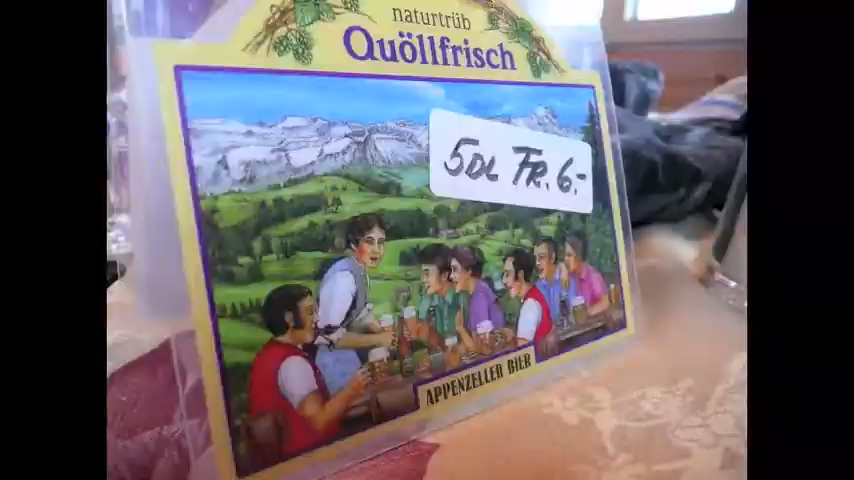 naturtrüb
Quöllfrisch
5DL FR. 6.-
APPENZELLER BIER